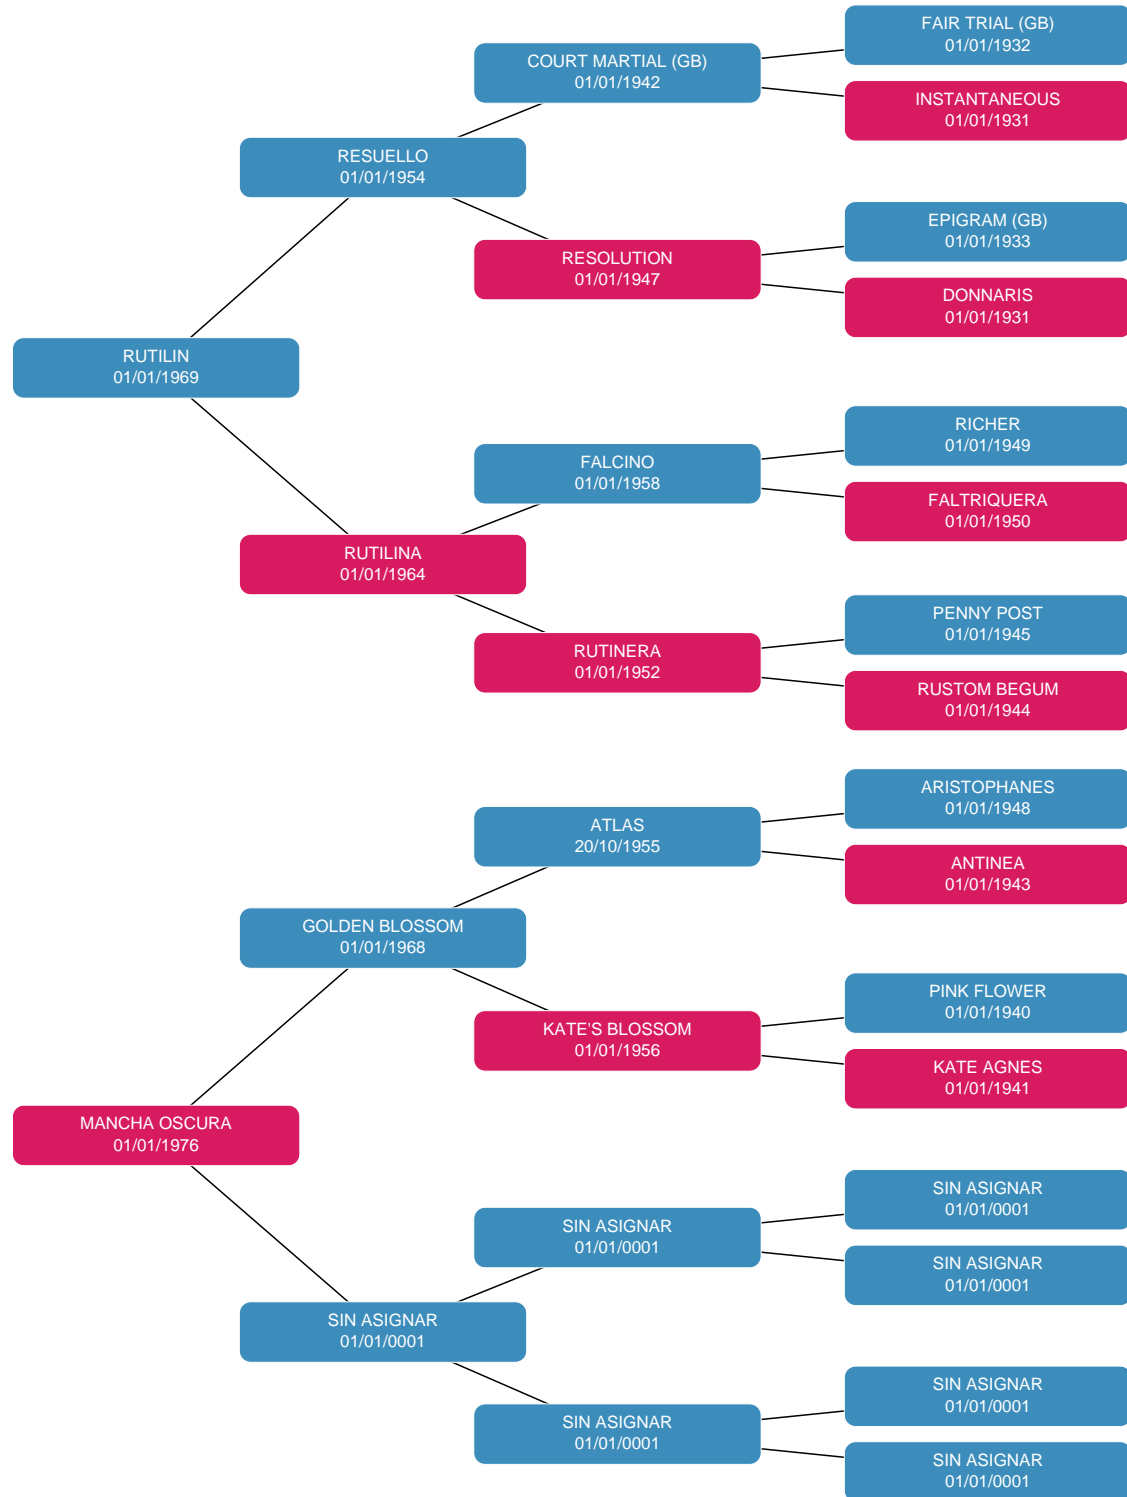 FAIR TRIAL (GB)
01/01/1932
COURT MARTIAL (GB)
01/01/1942
INSTANTANEOUS
01/01/1931
RESUELLO
01/01/1954
EPIGRAM (GB)
01/01/1933
RESOLUTION
01/01/1947
DONNARIS
01/01/1931
RUTILIN
01/01/1969
RICHER
01/01/1949
FALCINO
01/01/1958
FALTRIQUERA
01/01/1950
RUTILINA
01/01/1964
PENNY POST
01/01/1945
RUTINERA
01/01/1952
RUSTOM BEGUM
01/01/1944
ARISTOPHANES
01/01/1948
ATLAS
20/10/1955
ANTINEA
01/01/1943
GOLDEN BLOSSOM
01/01/1968
PINK FLOWER
01/01/1940
KATE'S BLOSSOM
01/01/1956
KATE AGNES
01/01/1941
MANCHA OSCURA
01/01/1976
SIN ASIGNAR
01/01/0001
SIN ASIGNAR
01/01/0001
SIN ASIGNAR
01/01/0001
SIN ASIGNAR
01/01/0001
SIN ASIGNAR
01/01/0001
SIN ASIGNAR
01/01/0001
SIN ASIGNAR
01/01/0001